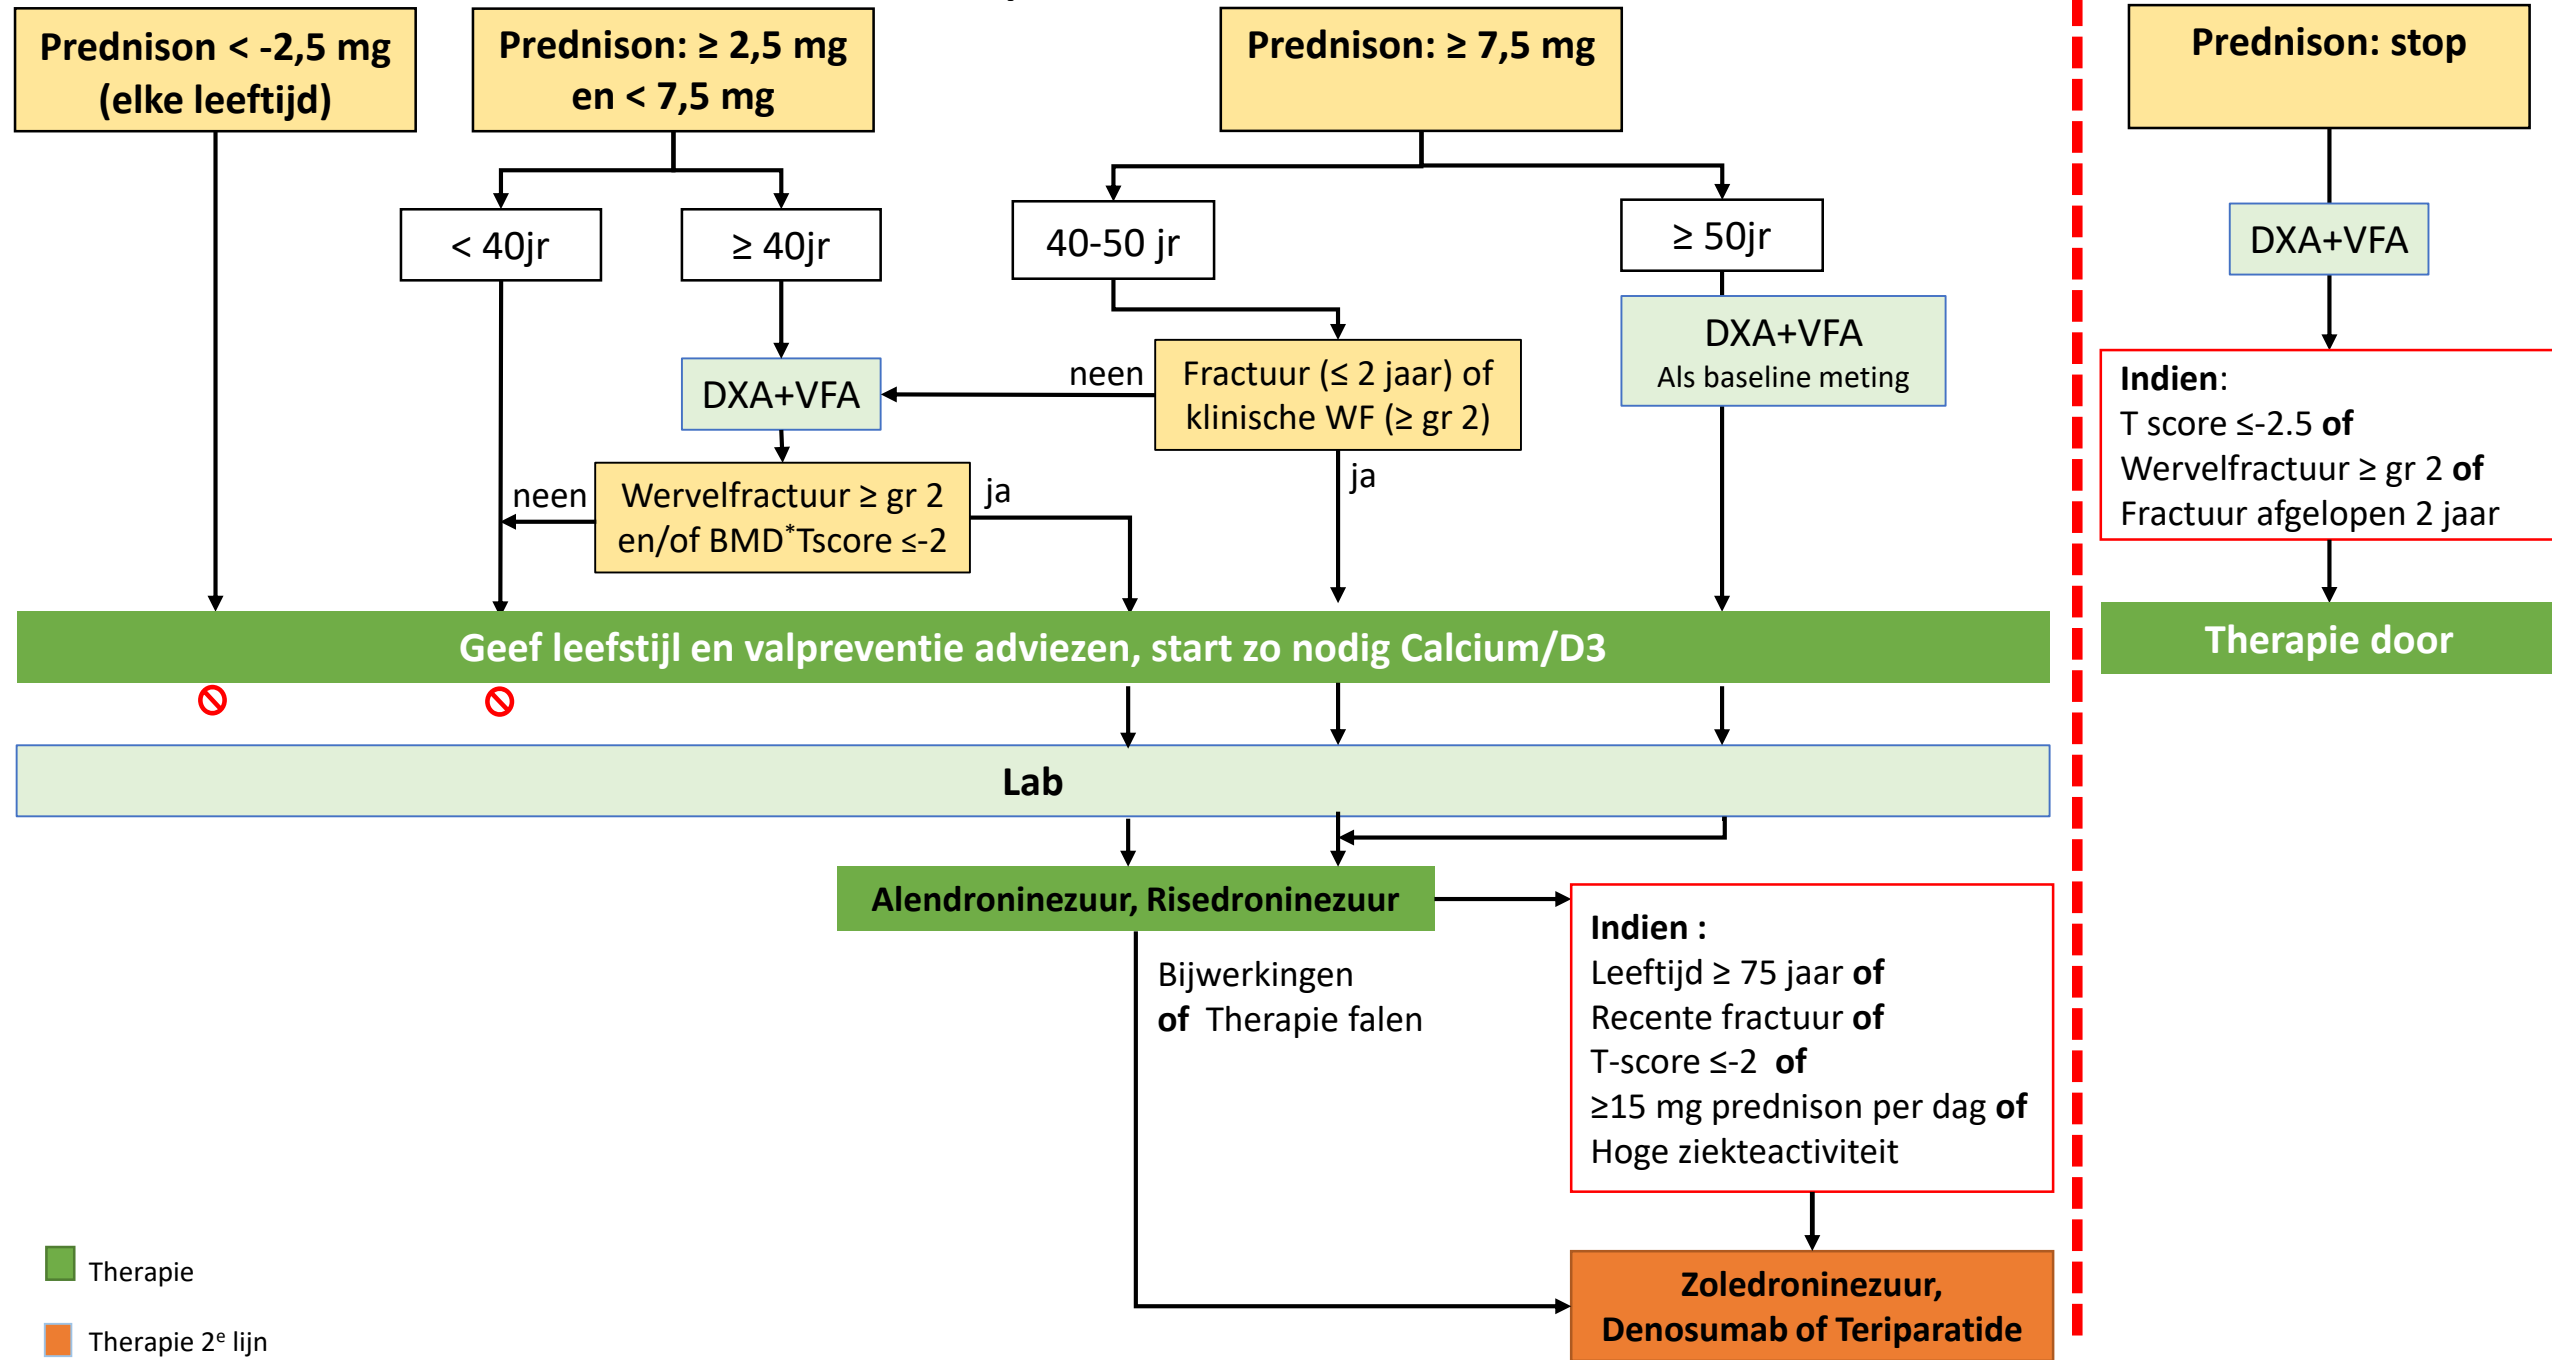 Prednison < -2,5 mg
(elke leeftijd)
Prednison: ≥ 2,5 mg
en < 7,5 mg
Prednison: ≥ 7,5 mg
Prednison: stop
< 40jr
≥ 40jr
40-50 jr
≥ 50jr
DXA+VFA
DXA+VFA
Als baseline meting
DXA+VFA
neen
Fractuur (≤ 2 jaar) of
klinische WF (≥ gr 2)
ja
neen
Wervelfractuur ≥ gr 2
en/of BMD*Tscore ≤-2
ja
Indien:
T score ≤-2.5 of
Wervelfractuur ≥ gr 2 of
Fractuur afgelopen 2 jaar
Geef leefstijl en valpreventie adviezen, start zo nodig Calcium/D3
Therapie door
Lab
Alendroninezuur, Risedroninezuur
Bijwerkingen
of Therapie falen
Indien :
Leeftijd ≥ 75 jaar of
Recente fractuur of
T-score ≤-2 of
≥15 mg prednison per dag of
Hoge ziekteactiviteit
Zoledroninezuur,
Denosumab of Teriparatide
Therapie
Therapie 2e lijn